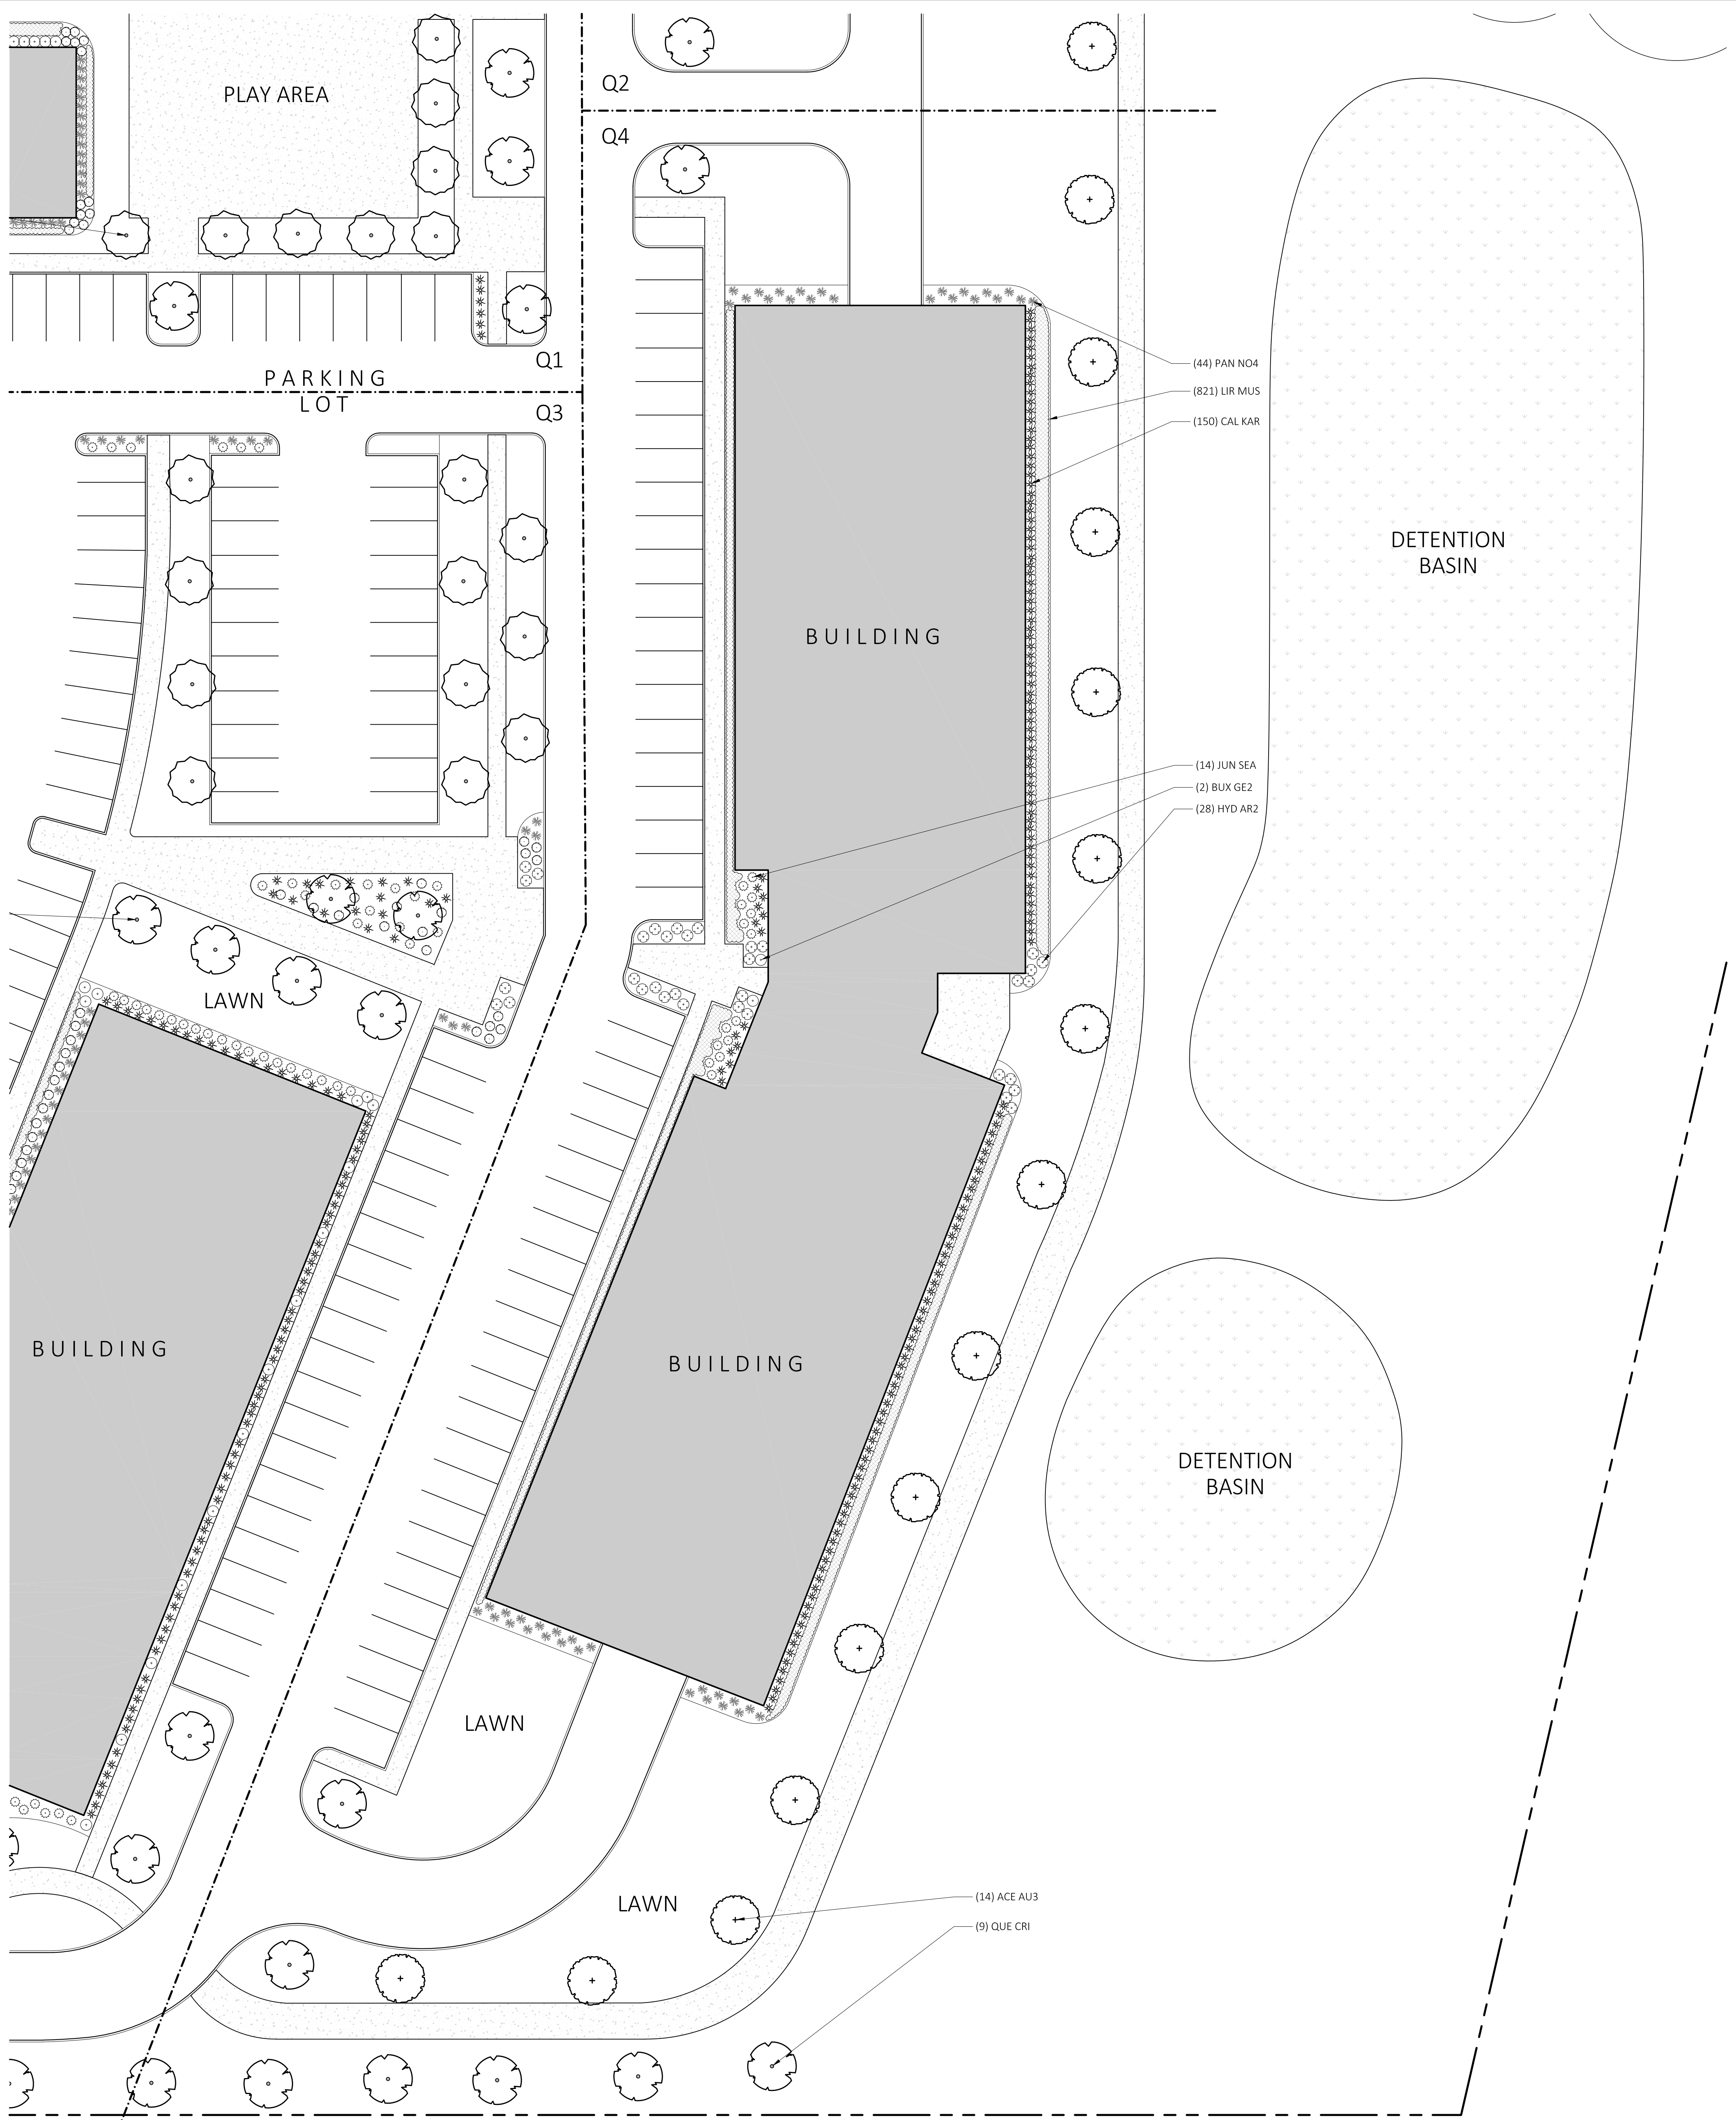 PLAY AREA
Q2
Q4
Q1
PARKING
LOT
Q3
(44) PAN NO4
(821) LIR MUS
(150) CAL KAR
DETENTION
BASIN
BUILDING
(14) JUN SEA
(2) BUX GE2
(28) HYD AR2
LAWN
BUILDING
BUILDING
DETENTION
BASIN
LAWN
LAWN
(14) ACE AU3
(9) QUE CRI